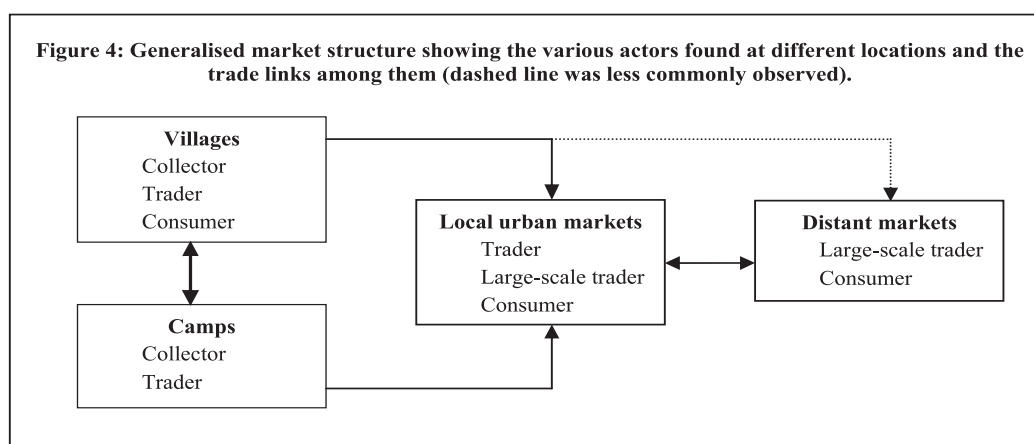 Figure 4: Generalised market structure showing the various actors found at different locations and the
trade links among them (dashed line was less commonly observed).
Villages
Collector
Trader
Consumer
Camps
Collector
Trader
Local urban markets
Trader
Large-scale trader
Consumer
Distant markets
Large-scale trader
Consumer